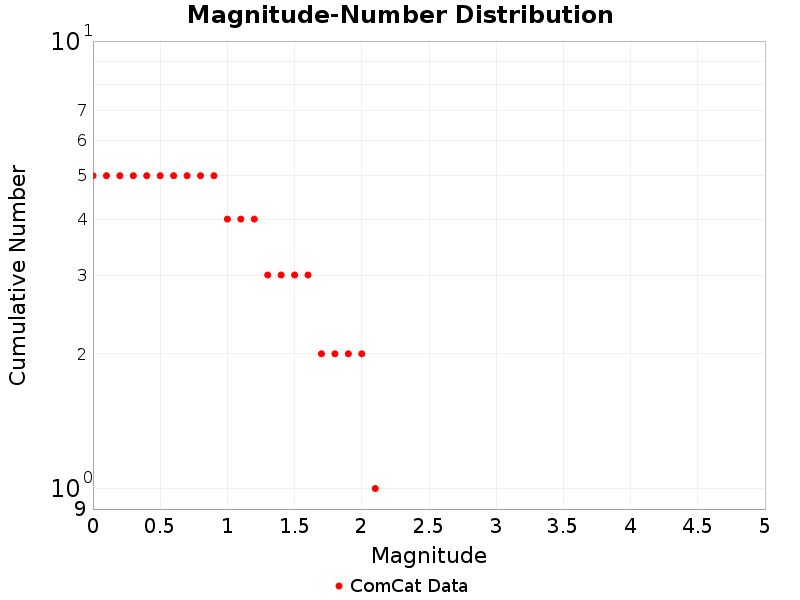 Magnitude-Number Distribution
10^1
7
6
5
4
3
2
10^0
9
Cumulative Number
0 0.5 1 1.5 2 2.5 3 3.5 4 4.5 5
Magnitude
ComCat Data